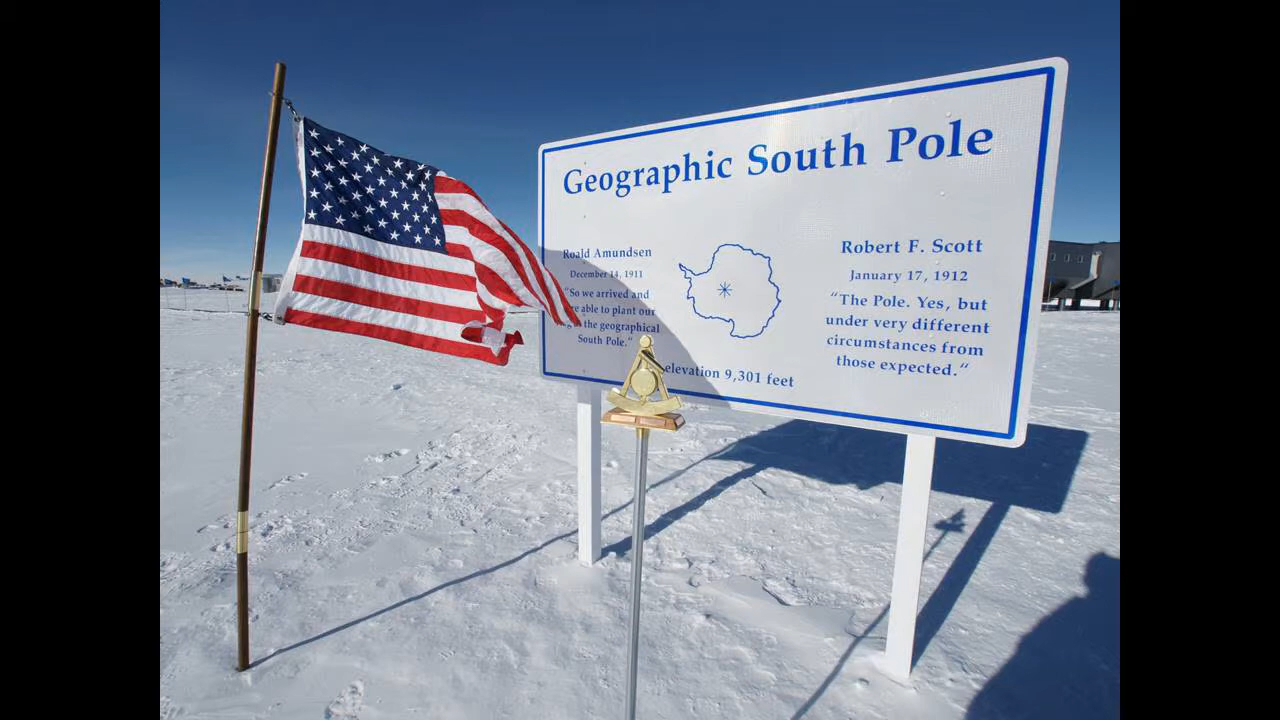 Geographic South Pole
Roald Amundsen
December 14, 1911
“So we arrived and
able to plant our
the geographical
South Pole.“
Robert F. Scott
January 17, 1912
“The Pole. Yes, but
under very different
circumstances from
those expected.“
elevation 9,301 feet